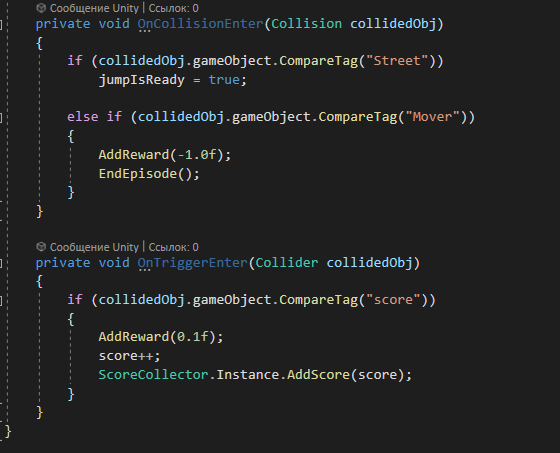 Сообщение Unity | Ссылок: 0
private void OnCollisionEnter(Collision collidedObj)
{
if (collidedObj.gameObject.CompareTag("Street"))
jumpIsReady = true;
else if (collidedObj.gameObject.CompareTag("Mover"))
{
AddReward(-1.0f);
EndEpisode();
}
}
Сообщение Unity | Ссылок: 0
private void OnTriggerEnter(Collider collidedObj)
{
if (collidedObj.gameObject.CompareTag("score"))
{
AddReward(0.1f);
score++;
ScoreCollector.Instance.AddScore(score);
}
}
}